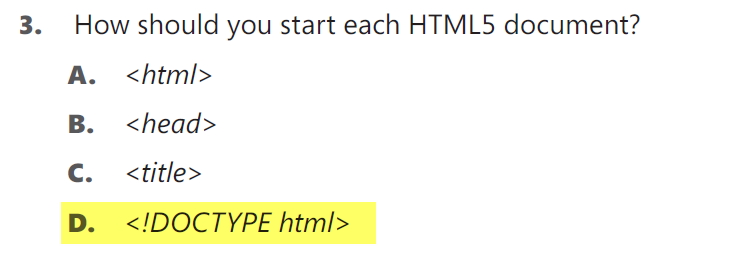 3. How should you start each HTML5 document?
A. <html>
B. <head>
C. <title>
D. <!DOCTYPE html>